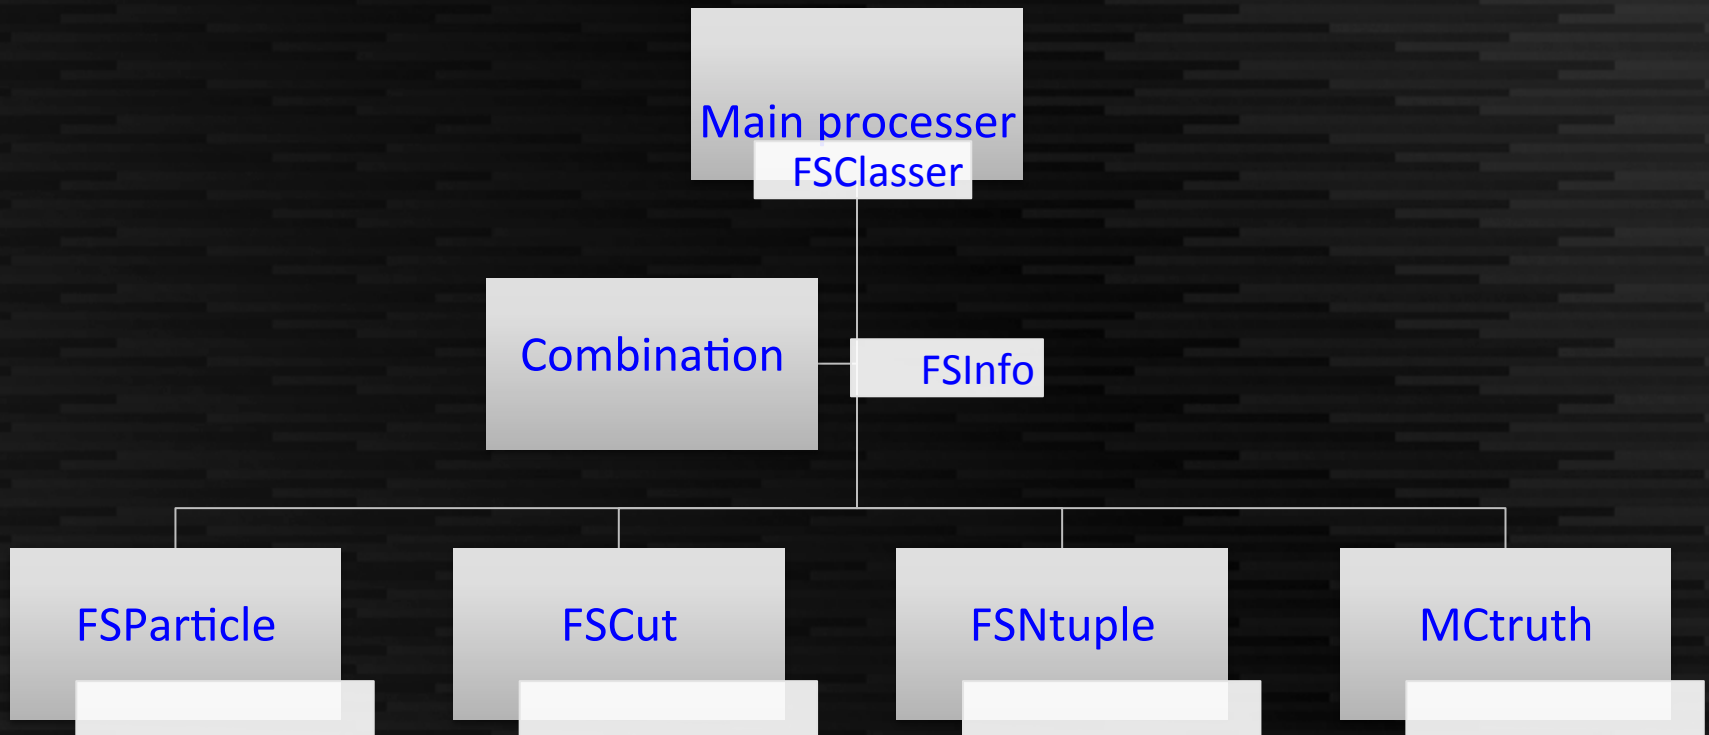 Main processer
FSClasser
Combination
FSInfo
FSParticle
FSCut
FSNtuple
MCtruth